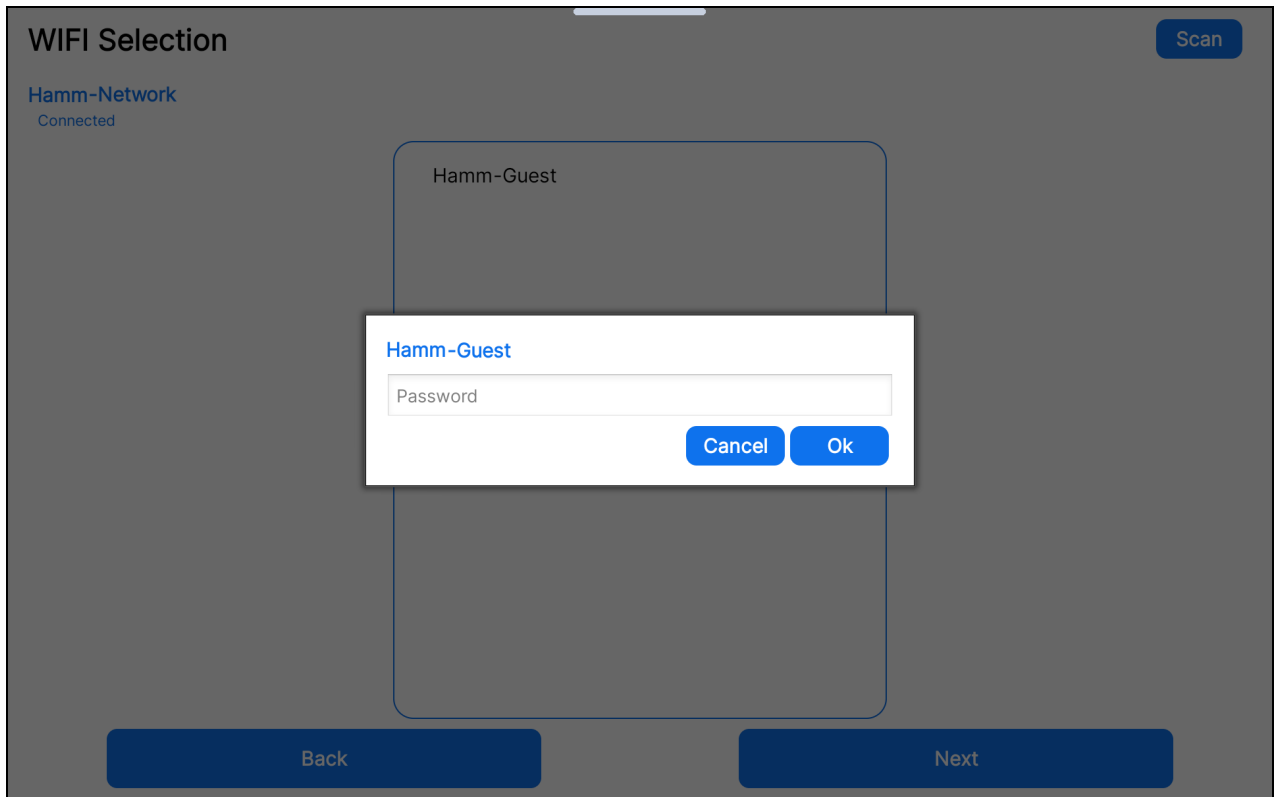 WIFI Selection
Scan
Hamm-Network
Connected
Hamm-Guest
Hamm-Guest
Password
Cancel
Ok
Back
Next